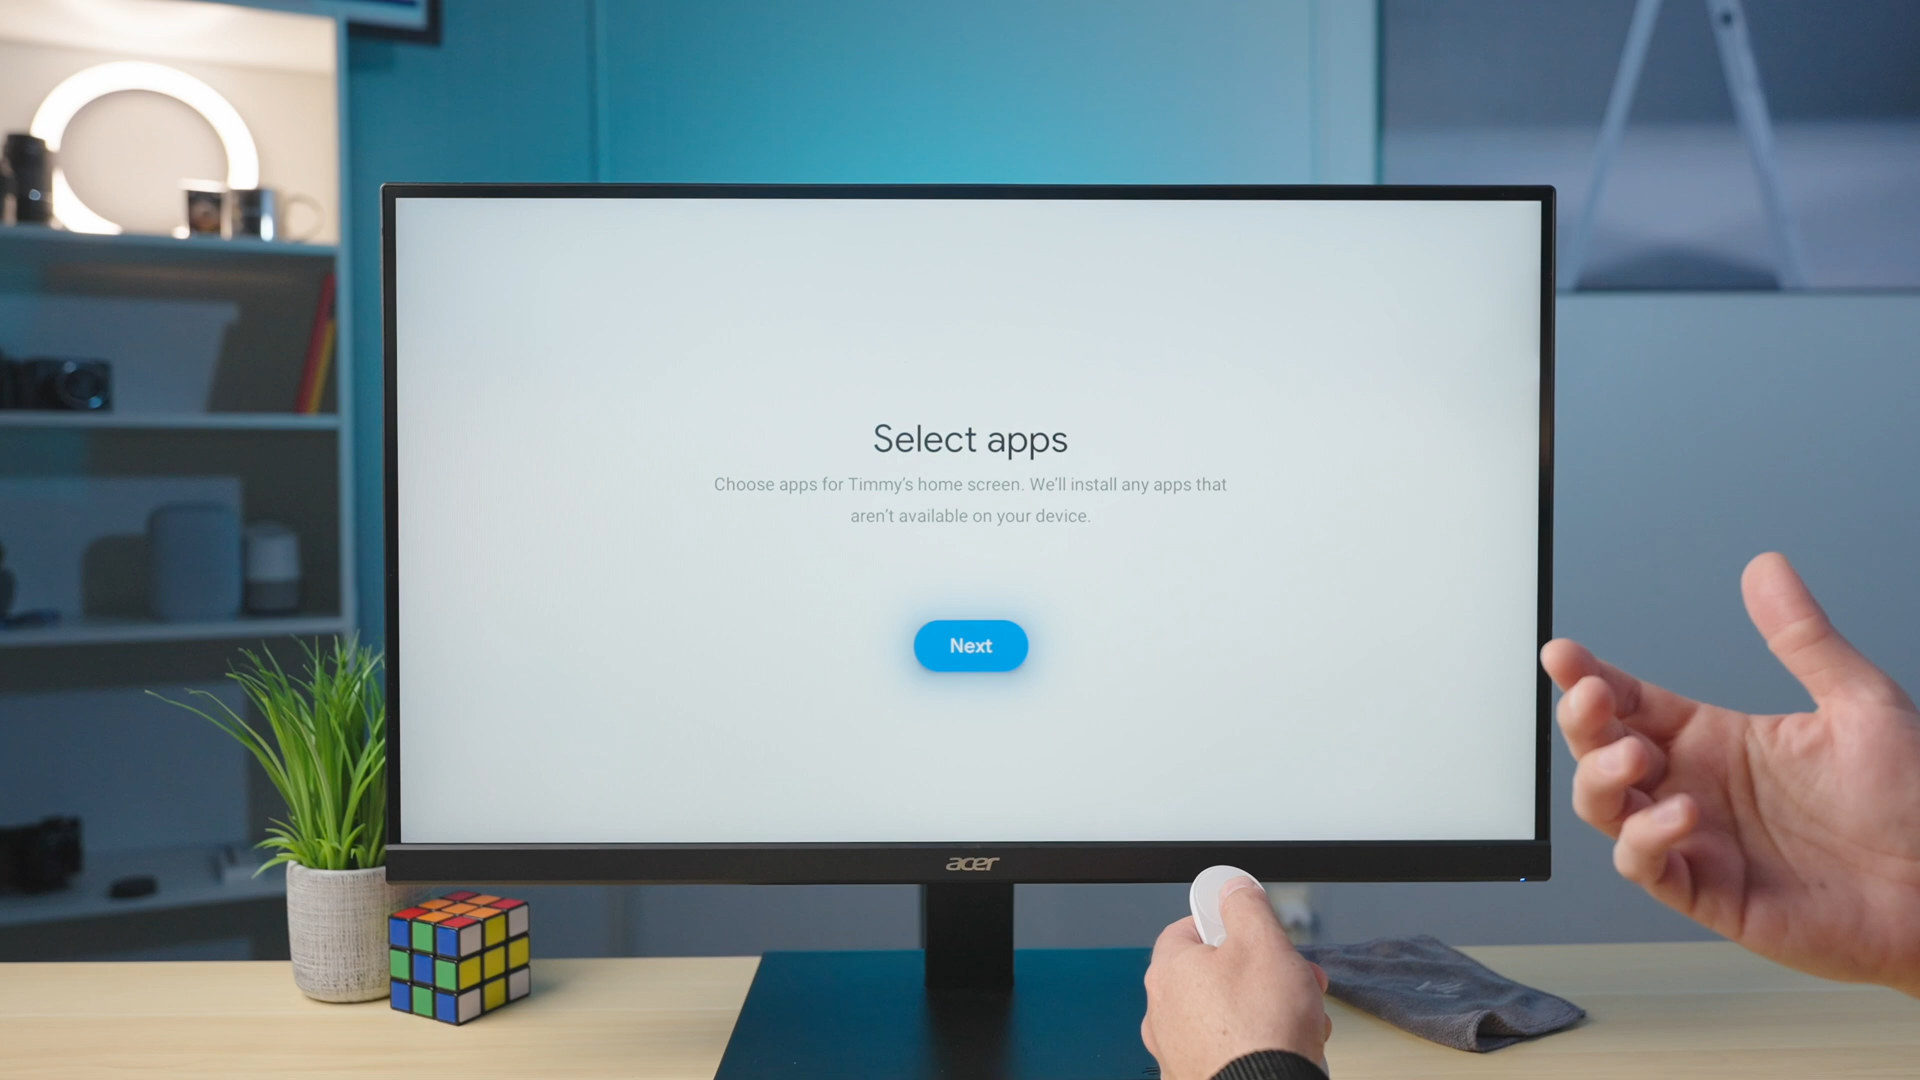 Select apps
Choose apps for Timmy's home screen. We'll install any apps that
aren't available on your device.
Next
acer